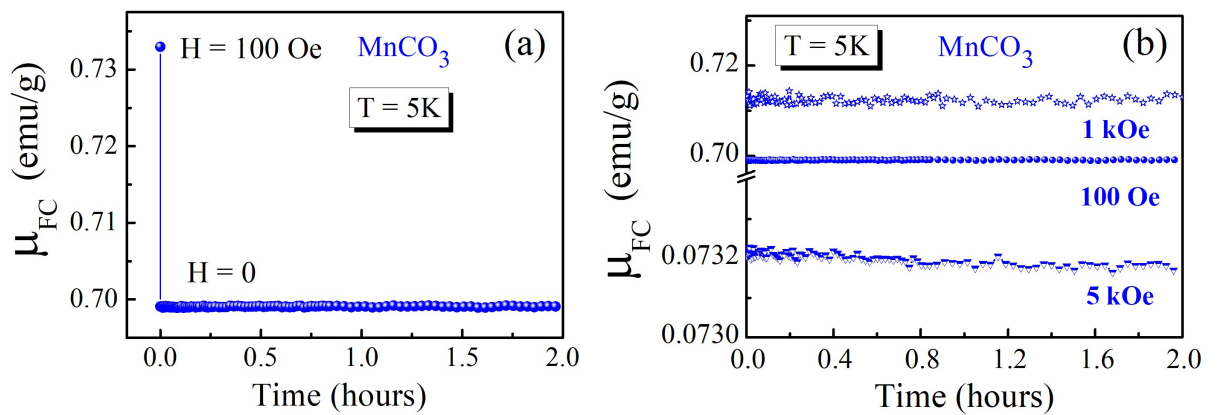 (a)
H = 100 Oe MnCO3
T = 5K
H = 0
0.73
0.72
0.71
0.70
μFC (emu/g)
0.0 0.5 1.0 1.5 2.0
Time (hours)
(b)
T = 5K MnCO3
1 kOe
100 Oe
5 kOe
0.72
0.70
0.0732
0.0730
μFC (emu/g)
0.0 0.4 0.8 1.2 1.6 2.0
Time (hours)